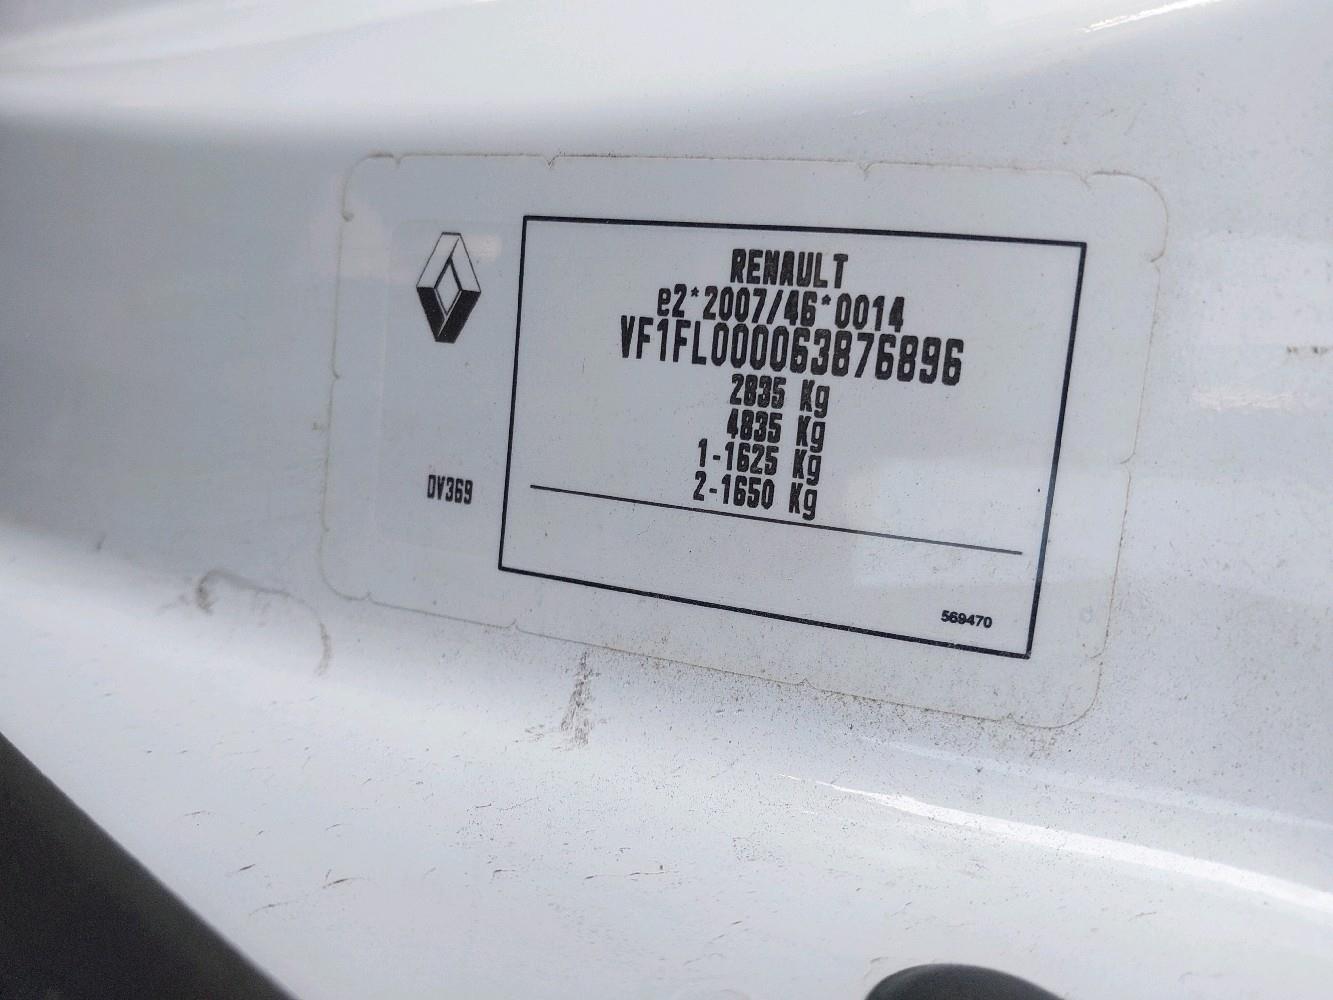 RENAULT
e2*2007/46*0014
VF1FL000063876896
2835 Kg
4835 Kg
1-1625 Kg
2-1650 Kg
DV369
569470